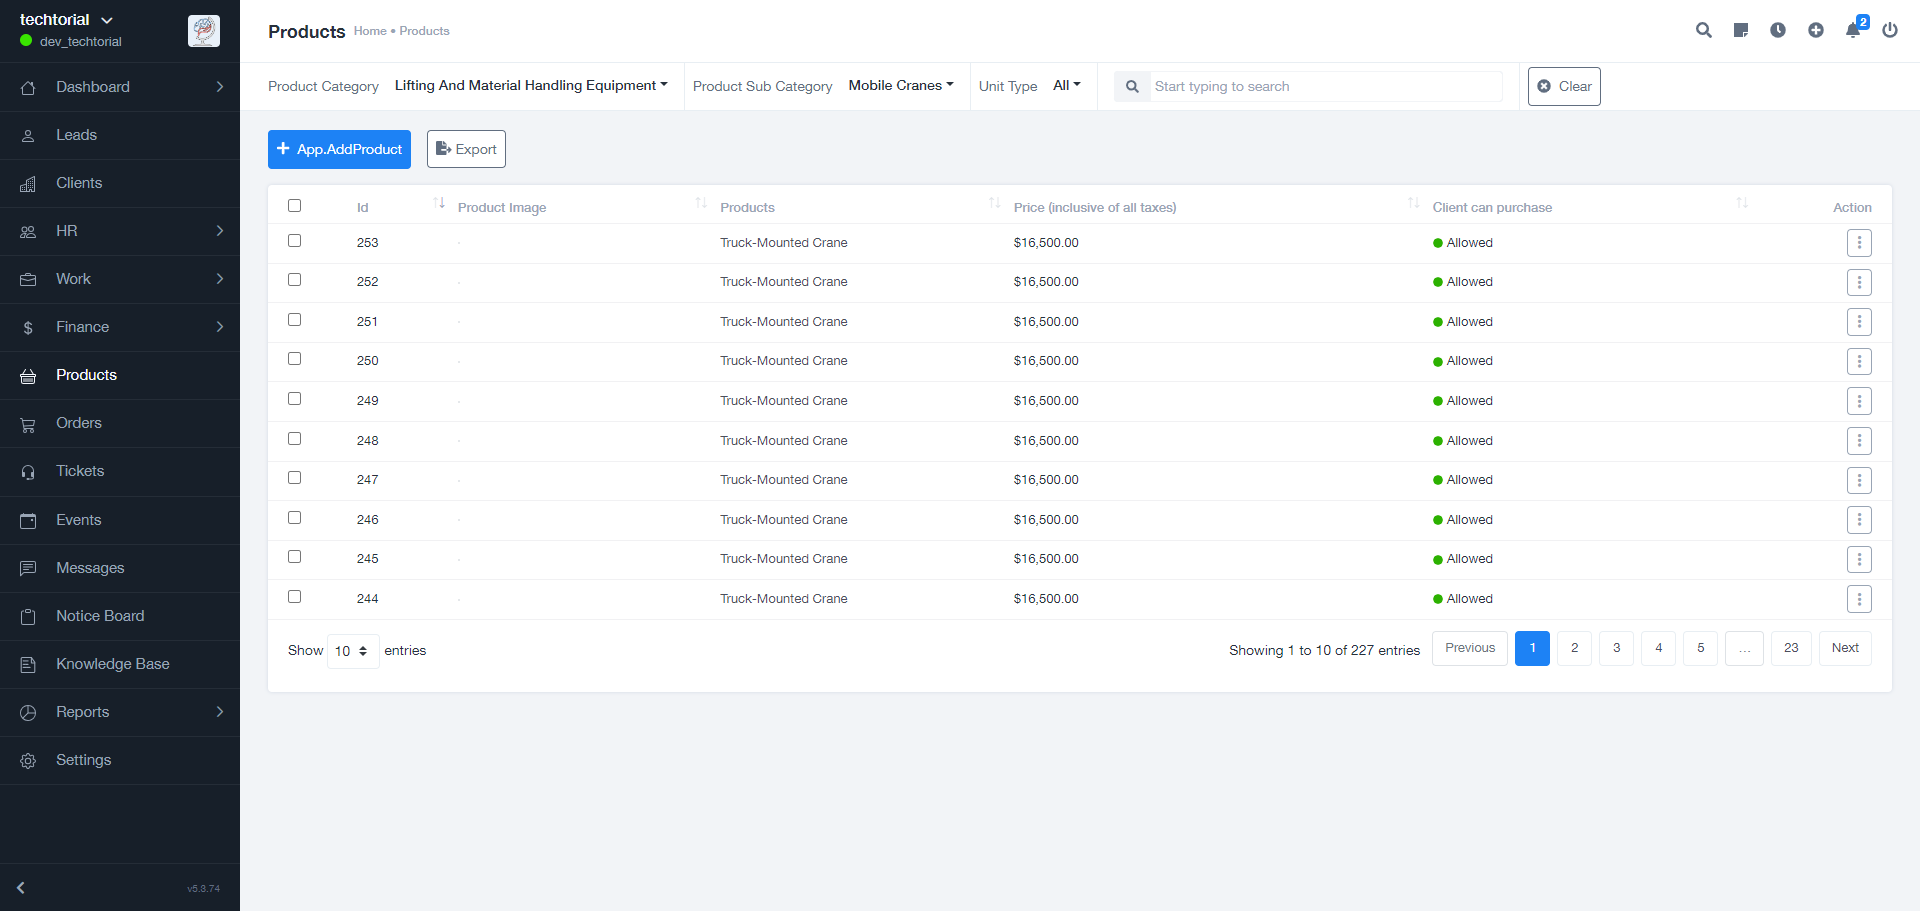 techtorial
dev_techtorial
Dashboard
Leads
Clients
HR
Work
Finance
Products
Orders
Tickets
Events
Messages
Notice Board
Knowledge Base
Reports
Settings
v5.3.74
Products Home • Products
2
Product Category Lifting And Material Handling Equipment Product Sub Category Mobile Cranes Unit Type All Start typing to search Clear
App.AddProduct Export
Id Product Image Products Price (inclusive of all taxes) Client can purchase Action
253 - Truck-Mounted Crane $16,500.00 Allowed
252 - Truck-Mounted Crane $16,500.00 Allowed
251 - Truck-Mounted Crane $16,500.00 Allowed
250 - Truck-Mounted Crane $16,500.00 Allowed
249 - Truck-Mounted Crane $16,500.00 Allowed
248 - Truck-Mounted Crane $16,500.00 Allowed
247 - Truck-Mounted Crane $16,500.00 Allowed
246 - Truck-Mounted Crane $16,500.00 Allowed
245 - Truck-Mounted Crane $16,500.00 Allowed
244 - Truck-Mounted Crane $16,500.00 Allowed
Show 10 entries Showing 1 to 10 of 227 entries Previous 1 2 3 4 5 … 23 Next